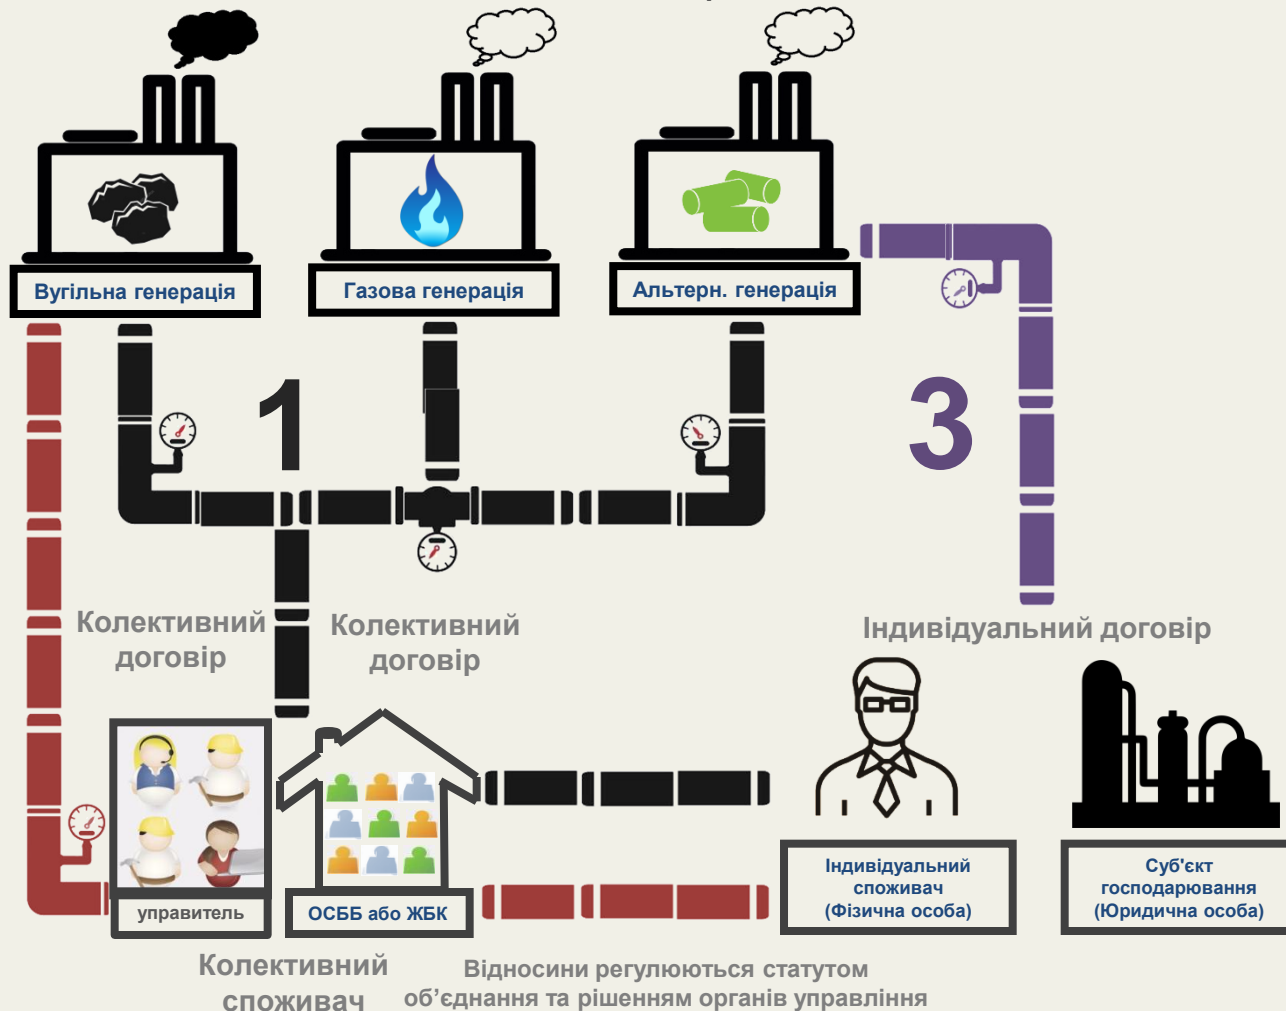 Вугільна генерація
Газова генерація
Альтерн. генерація
1
3
Колективний
договір
Колективний
договір
Індивідуальний договір
управитель
ОСББ або ЖБК
Індивідуальний
споживач
(Фізична особа)
Суб'єкт
господарювання
(Юридична особа)
Колективний
споживач
Відносини регулюються статутом
об’єднання та рішенням органів управління